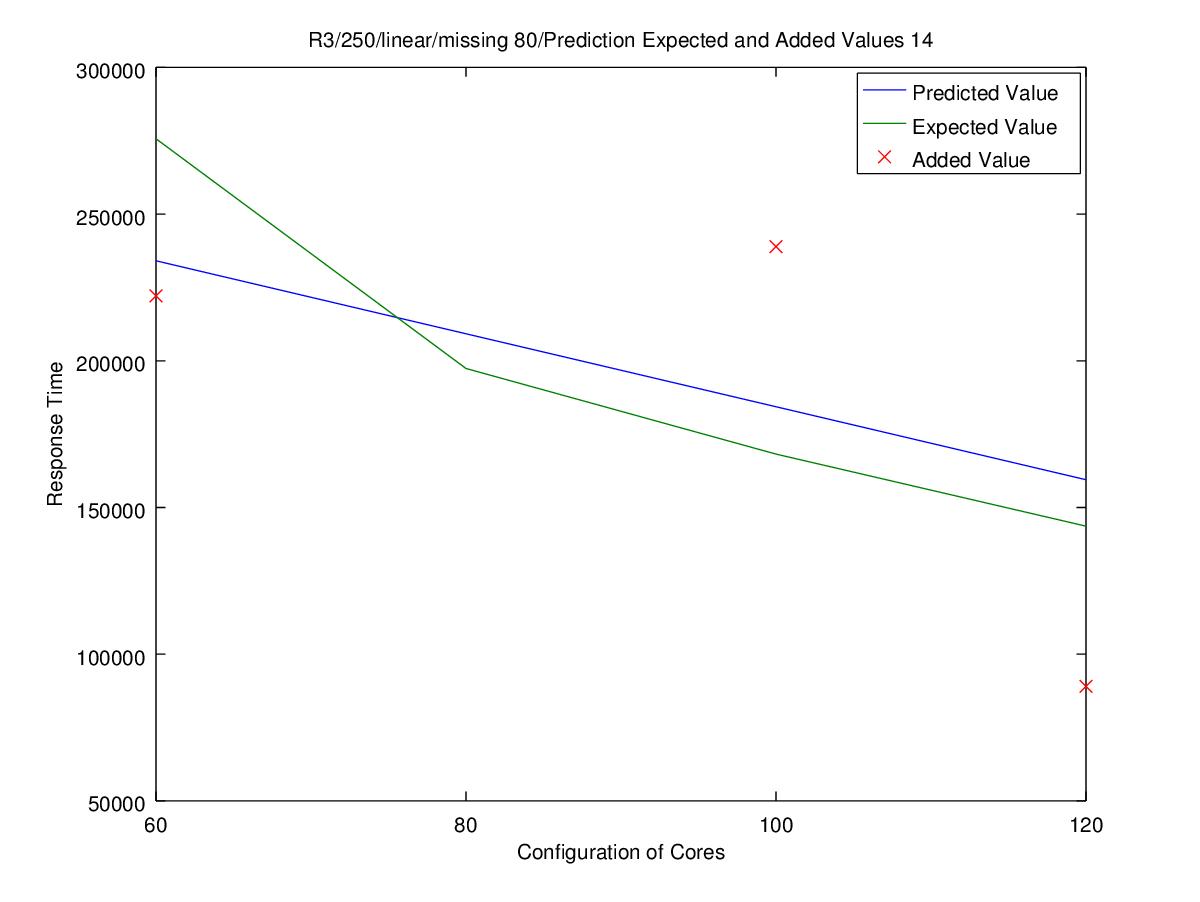 R3/250/linear/missing 80/Prediction Expected and Added Values 14
300000
Predicted Value
Expected Value
Added Value
250000
200000
Response Time
150000
100000
50000
60
80
100
120
Configuration of Cores